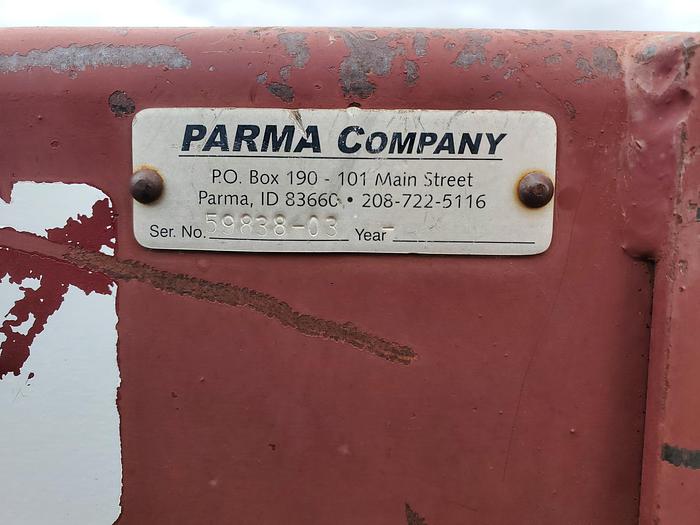 PARMA COMPANY
P.O. Box 190 - 101 Main Street
Parma, ID 83660 • 208-722-5116
Ser. No. 59838-03 Year -